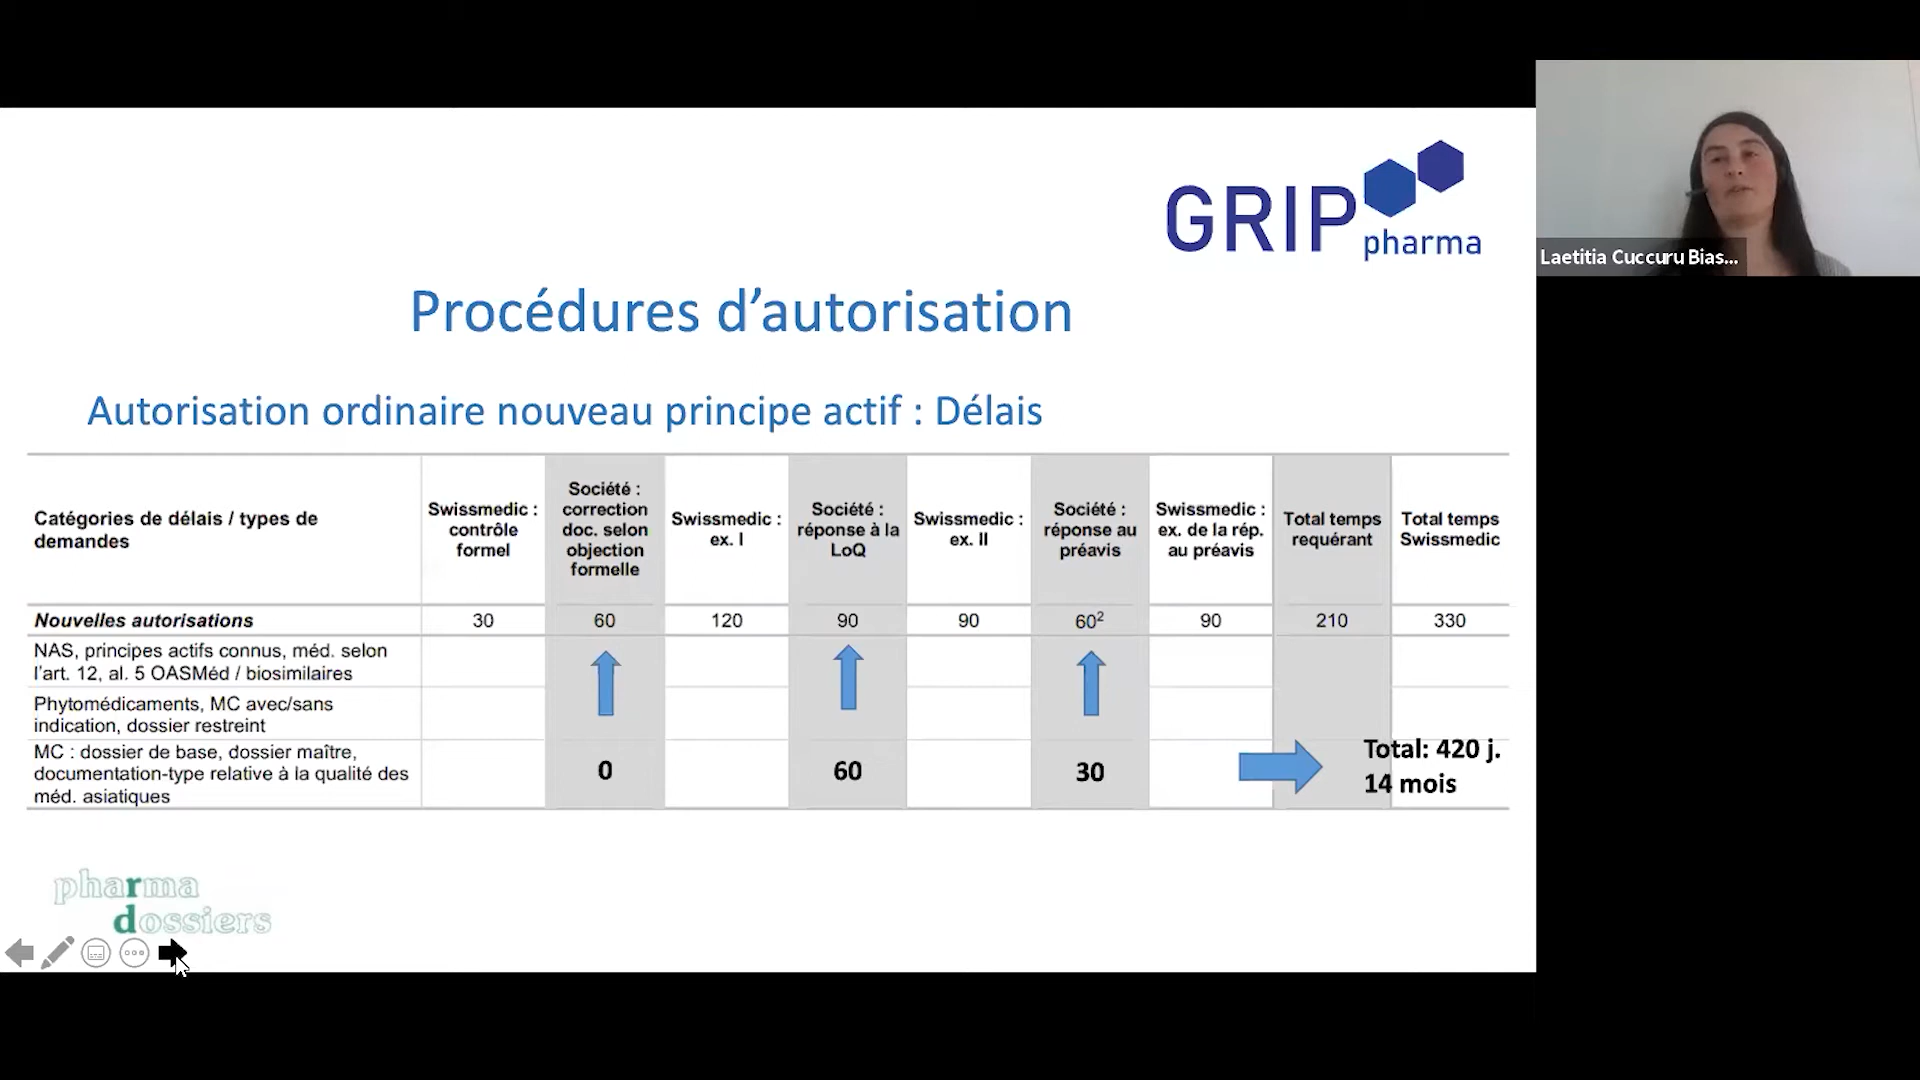 GRIP
pharma
Laetitia Cuccuru Bias...
Procédures d’autorisation
Autorisation ordinaire nouveau principe actif : Délais
Catégories de délais / types de
demandes
Swissmedic :
contrôle
formel
Société :
correction
doc. selon
objection
formelle
Swissmedic :
ex. I
Société :
réponse à la
LoQ
Swissmedic :
ex. II
Société :
réponse au
préavis
Swissmedic :
ex. de la rép.
au préavis
Total temps
requérant
Total temps
Swissmedic
Nouvelles autorisations 30 60 120 90 90 60² 90 210 330
NAS, principes actifs connus, méd. selon
l’art. 12, al. 5 OASMéd / biosimilaires
Phytomédicaments, MC avec/sans
indication, dossier restreint
MC : dossier de base, dossier maître,
documentation-type relative à la qualité des
méd. asiatiques
0 60 30
Total: 420 j.
14 mois
pharma
dossiers